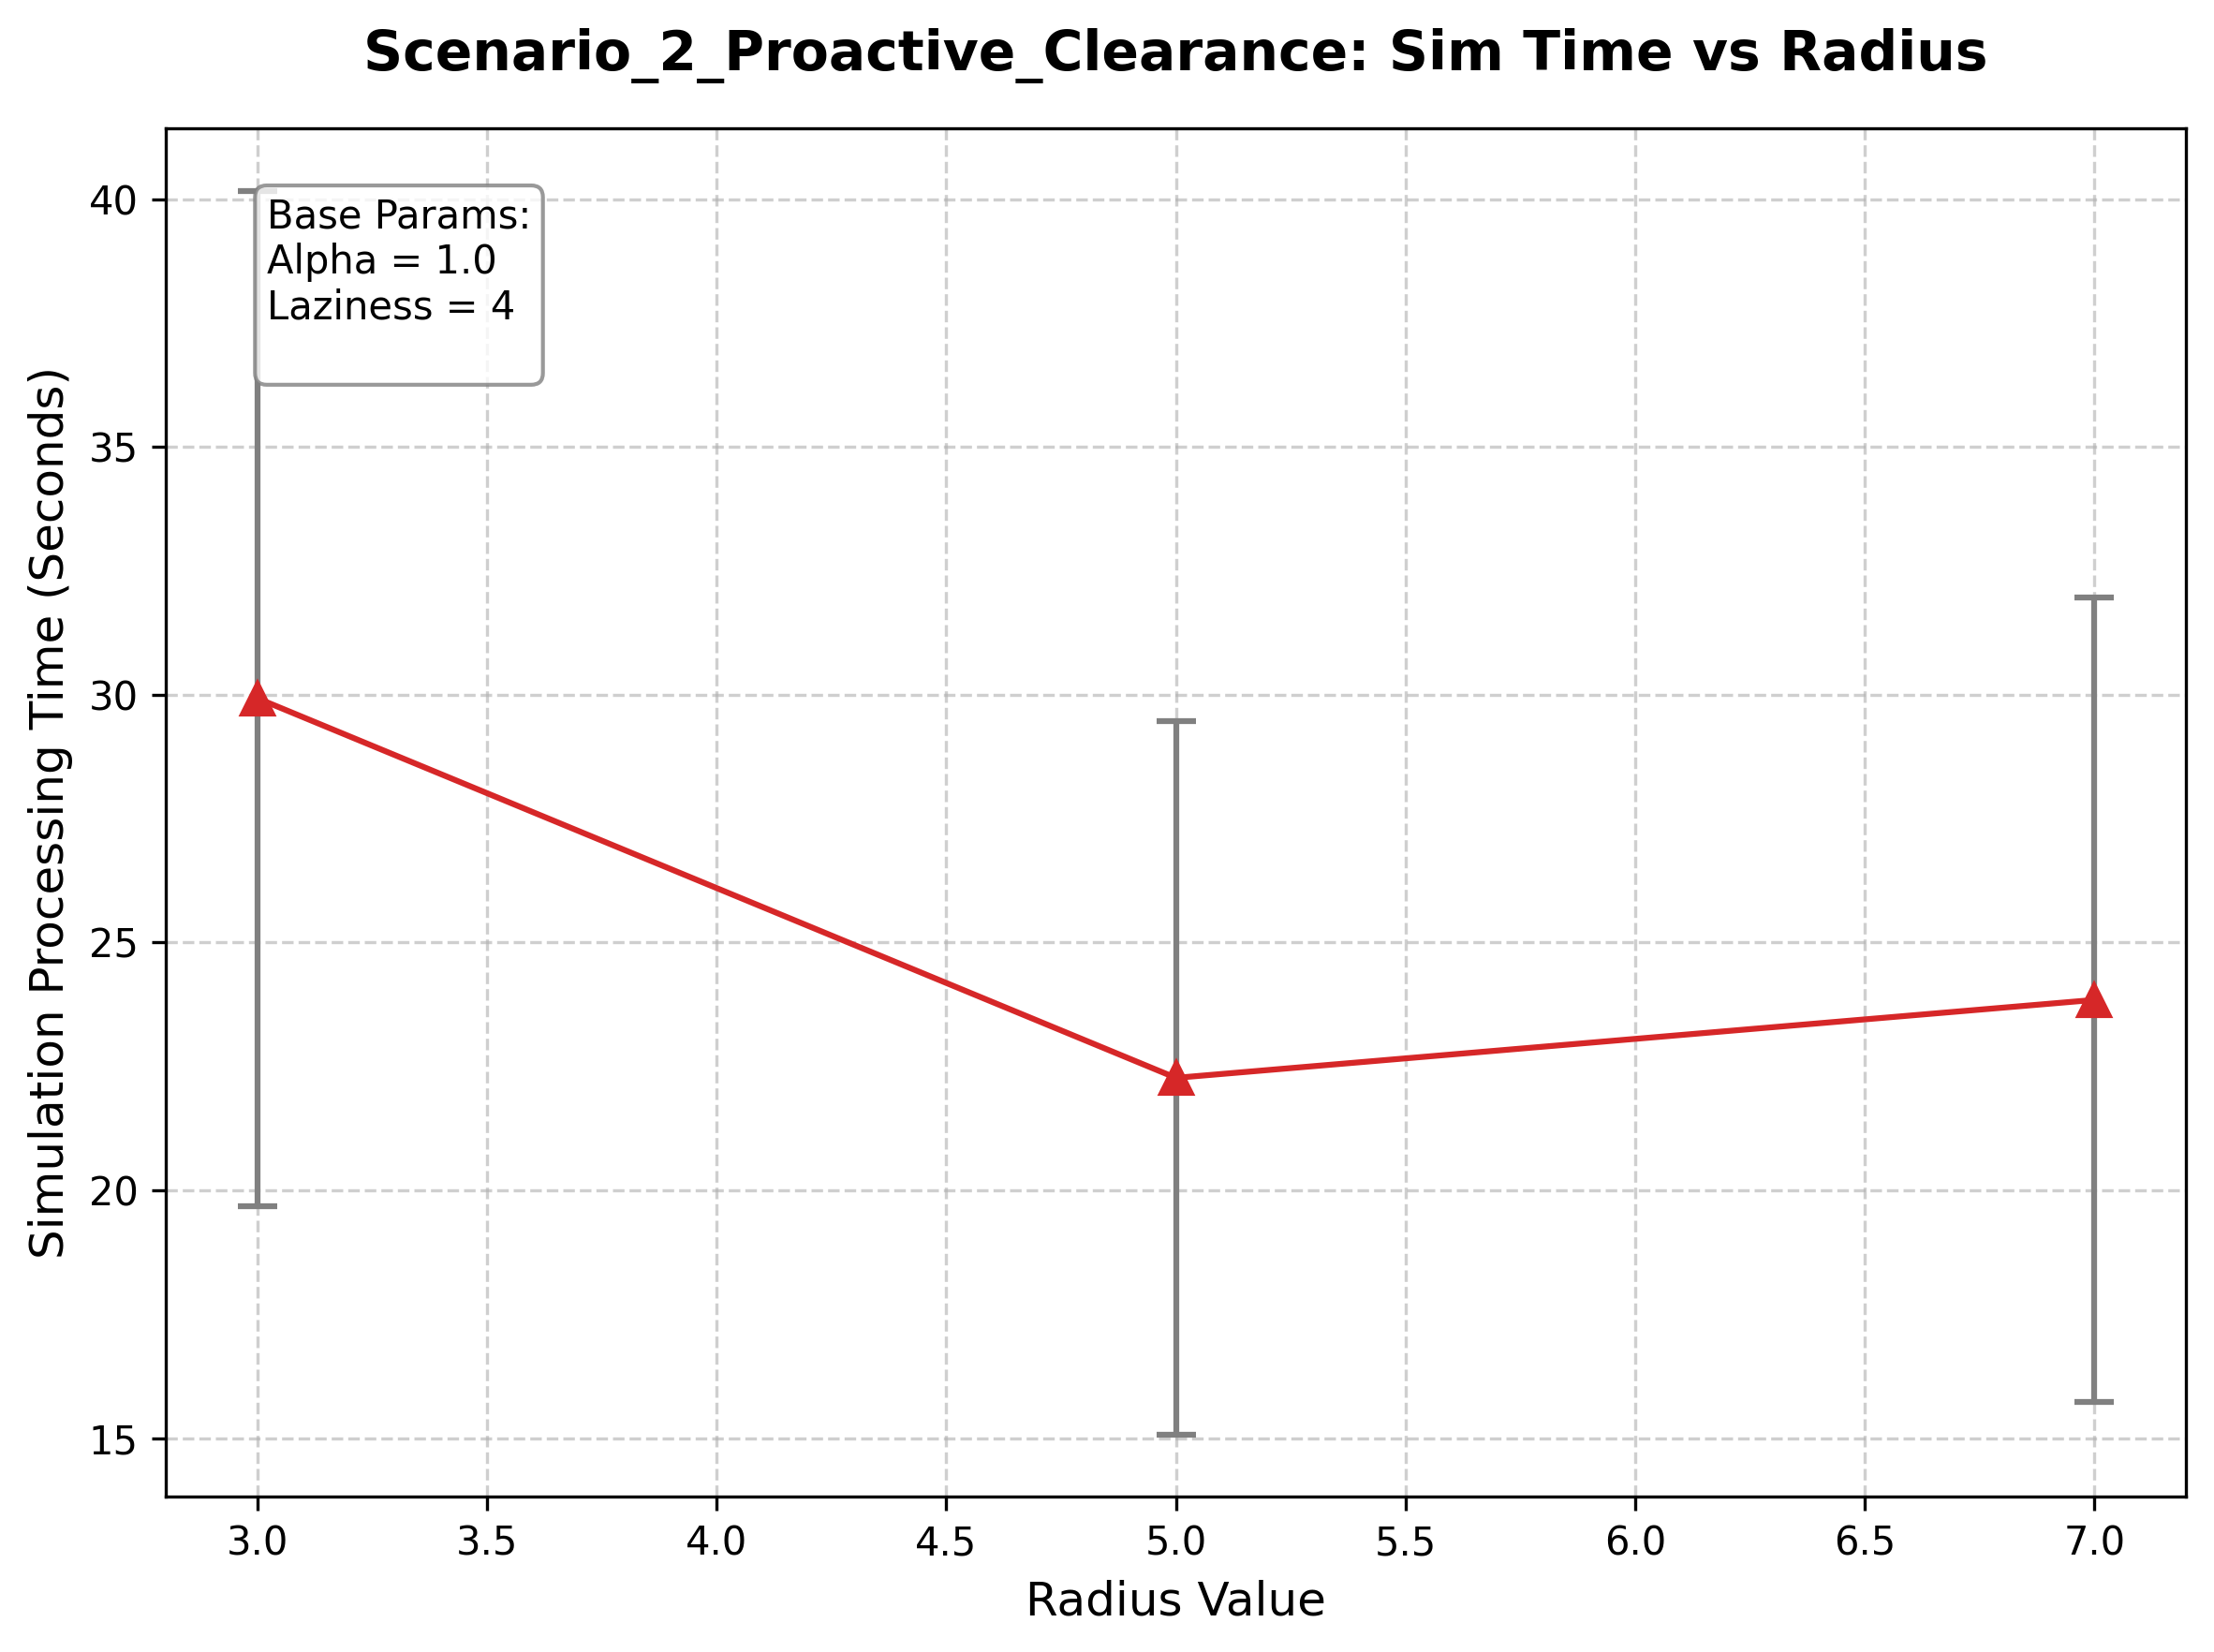 Scenario_2_Proactive_Clearance: Sim Time vs Radius
Simulation Processing Time (Seconds)
40
35
30
25
20
15
Base Params:
Alpha = 1.0
Laziness = 4
3.0 3.5 4.0 4.5 5.0 5.5 6.0 6.5 7.0
Radius Value